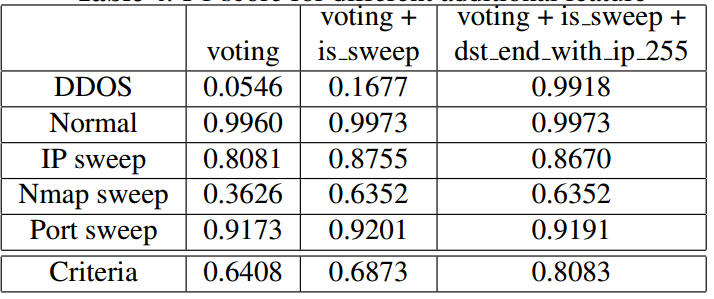 voting + voting + is_sweep +
voting is_sweep dst_end_with_ip_255
DDOS 0.0546 0.1677 0.9918
Normal 0.9960 0.9973 0.9973
IP sweep 0.8081 0.8755 0.8670
Nmap sweep 0.3626 0.6352 0.6352
Port sweep 0.9173 0.9201 0.9191
Criteria 0.6408 0.6873 0.8083